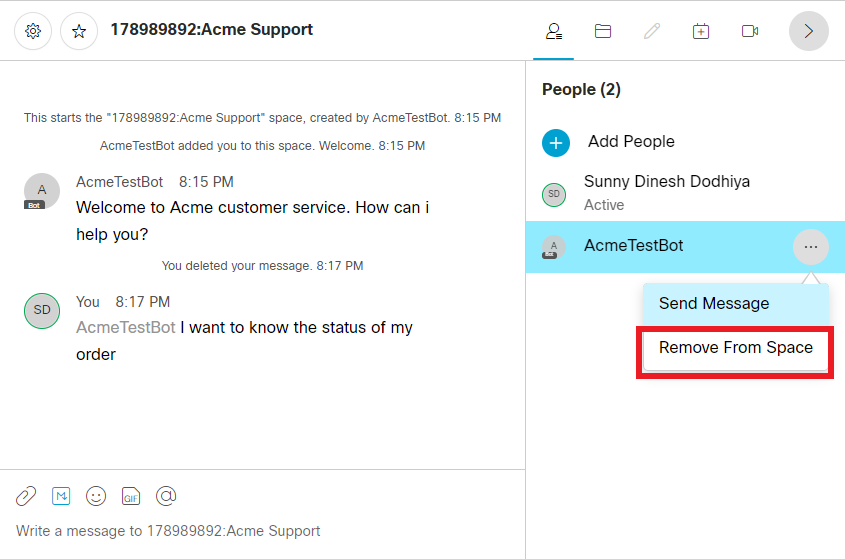 178989892:Acme Support
This starts the "178989892:Acme Support" space, created by AcmeTestBot. 8:15 PM
AcmeTestBot added you to this space. Welcome. 8:15 PM
A
Bot
AcmeTestBot 8:15 PM
Welcome to Acme customer service. How can i
help you?
You deleted your message. 8:17 PM
SD
You 8:17 PM
AcmeTestBot I want to know the status of my
order
GIF
Write a message to 178989892:Acme Support
People (2)
Add People
SD
Sunny Dinesh Dodhiya
Active
A
Bot
AcmeTestBot
Send Message
Remove From Space